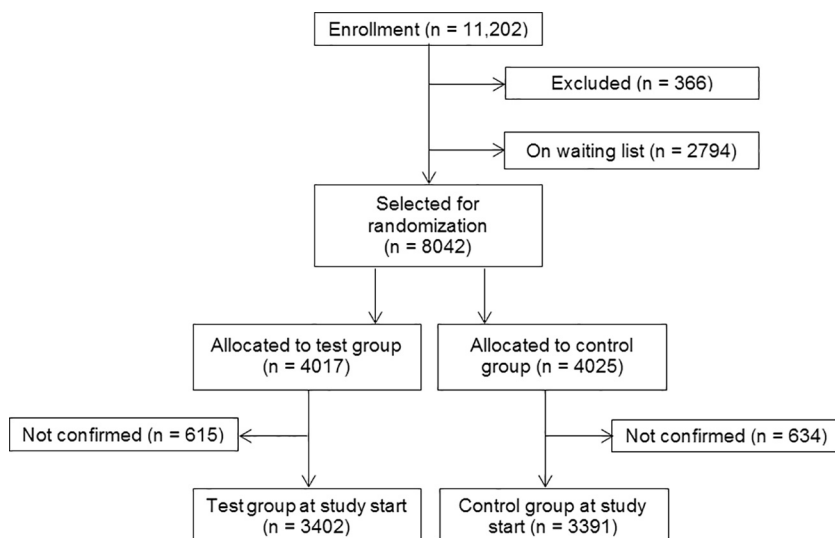 Enrollment (n = 11,202)
Excluded (n = 366)
On waiting list (n = 2794)
Selected for
randomization
(n = 8042)
Allocated to test group
(n = 4017)
Allocated to control
group (n = 4025)
Not confirmed (n = 615)
Not confirmed (n = 634)
Test group at study start
(n = 3402)
Control group at study
start (n = 3391)